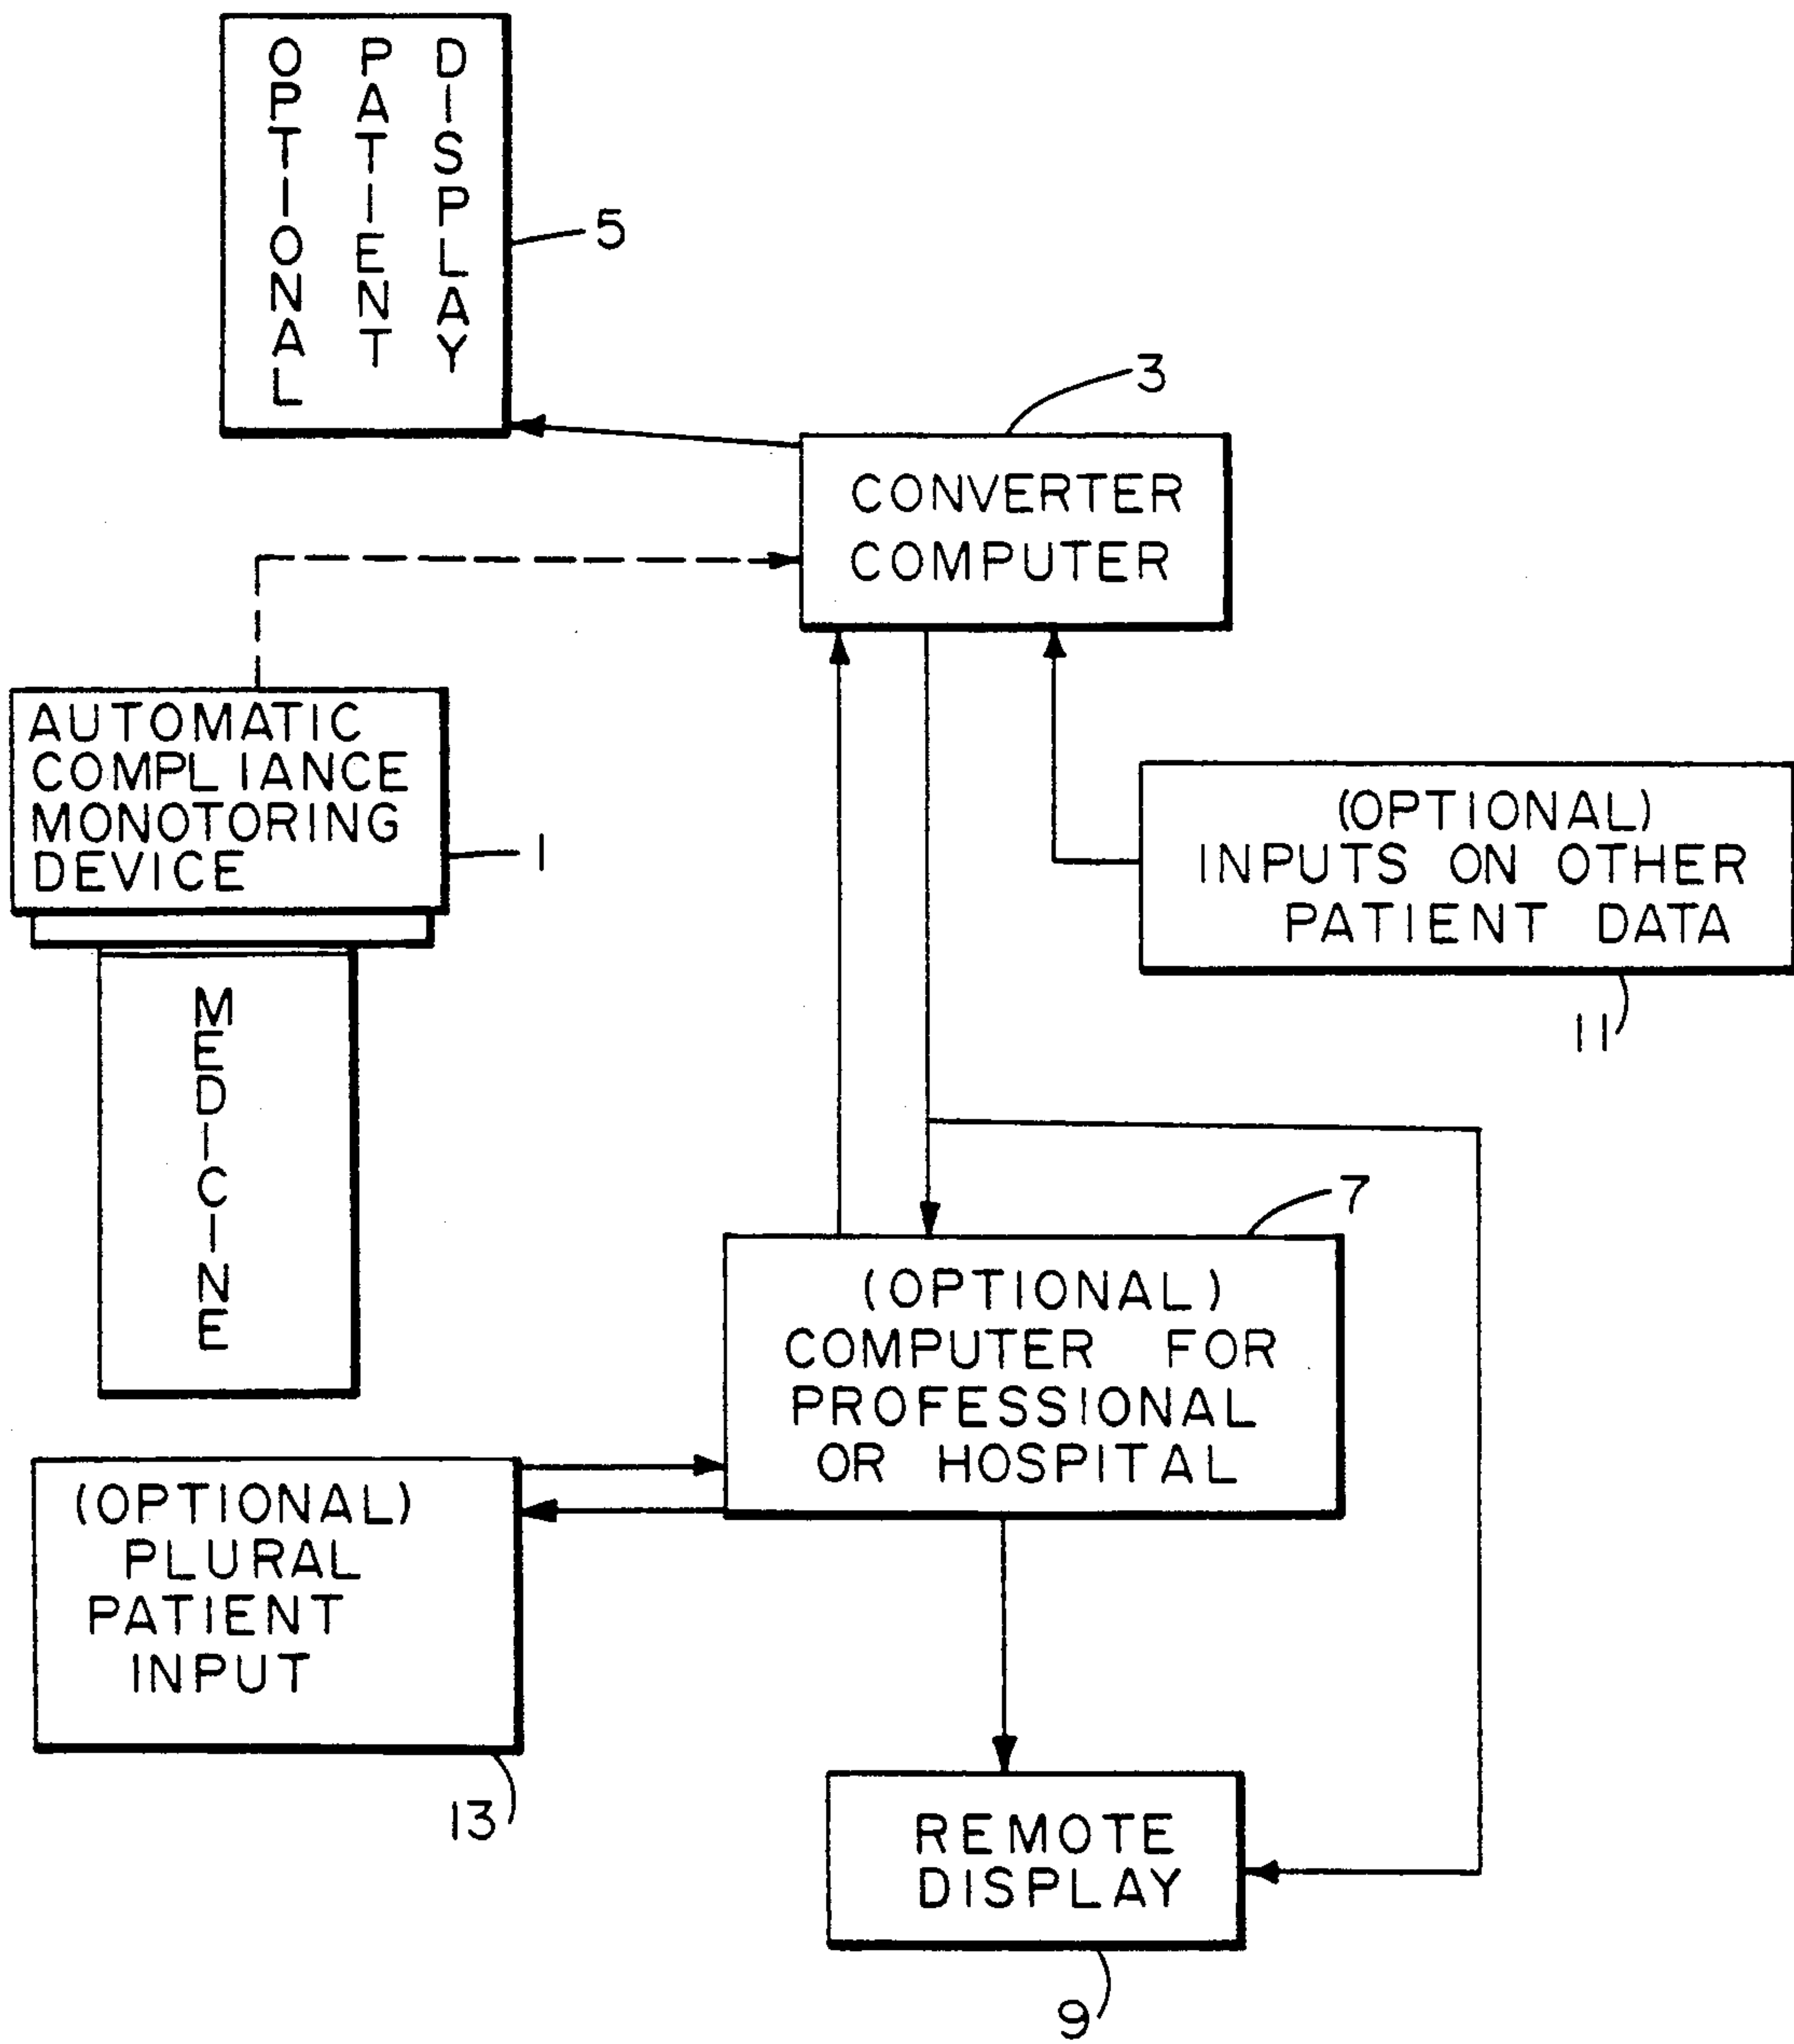 OPTIONAL
PATIENT
DISPLAY
5
3
CONVERTER
COMPUTER
AUTOMATIC
COMPLIANCE
MONOTORING
DEVICE
1
(OPTIONAL)
INPUTS ON OTHER
PATIENT DATA
11
MEDICINE
7
(OPTIONAL)
COMPUTER FOR
PROFESSIONAL
OR HOSPITAL
(OPTIONAL)
PLURAL
PATIENT
INPUT
13
REMOTE
DISPLAY
9